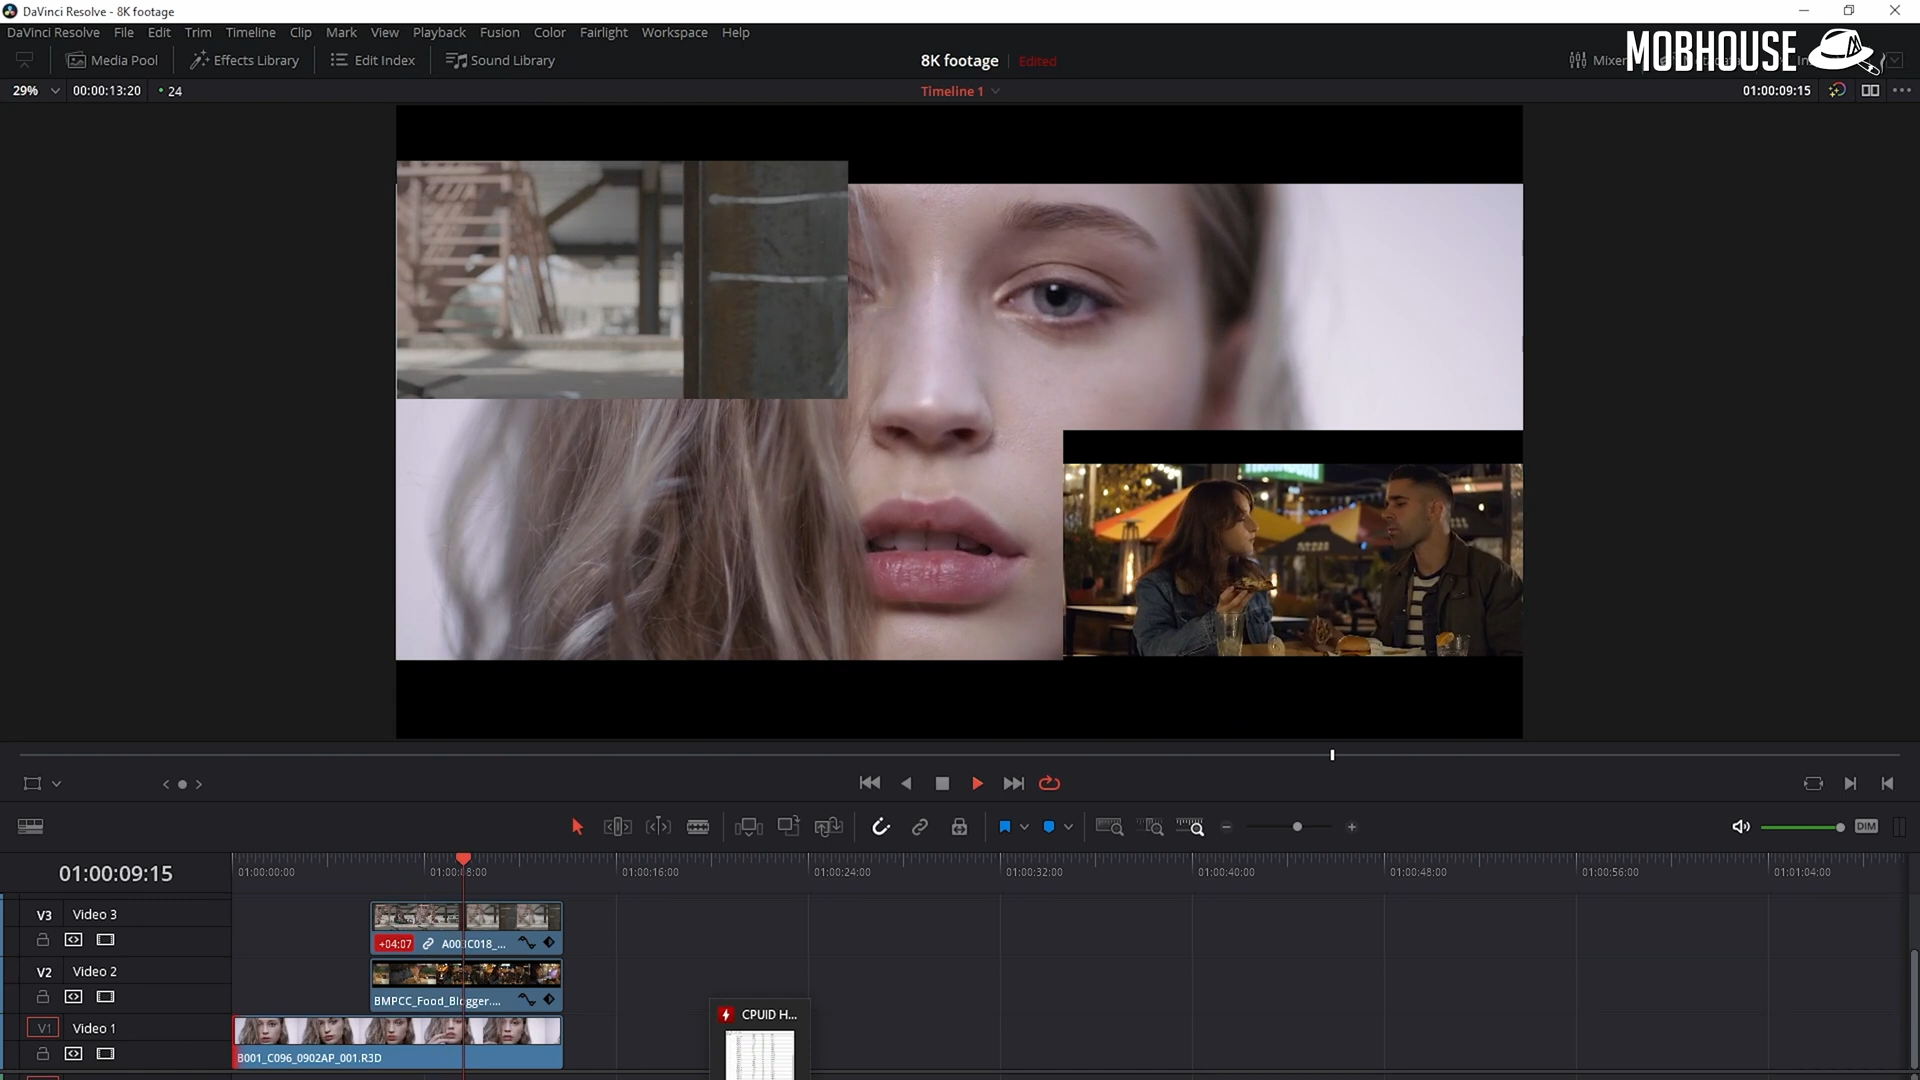 DaVinci Resolve - 8K footage
DaVinci Resolve File Edit Trim Timeline Clip Mark View Playback Fusion Color Fairlight Workspace Help
Media Pool Effects Library Edit Index Sound Library 8K footage Edited Mixer MOBHOUSE
29% 00:00:13:20 24 Timeline 1 01:00:09:15
DIM
01:00:09:15 01:00:00:00 01:00:08:00 01:00:16:00 01:00:24:00 01:00:32:00 01:00:40:00 01:00:48:00 01:00:56:00 01:01:04:00
V3 Video 3
+04:07 A003C018_...
V2 Video 2
BMPCC_Food_Blogger....
CPUID H...
V1 Video 1
B001_C096_0902AP_001.R3D